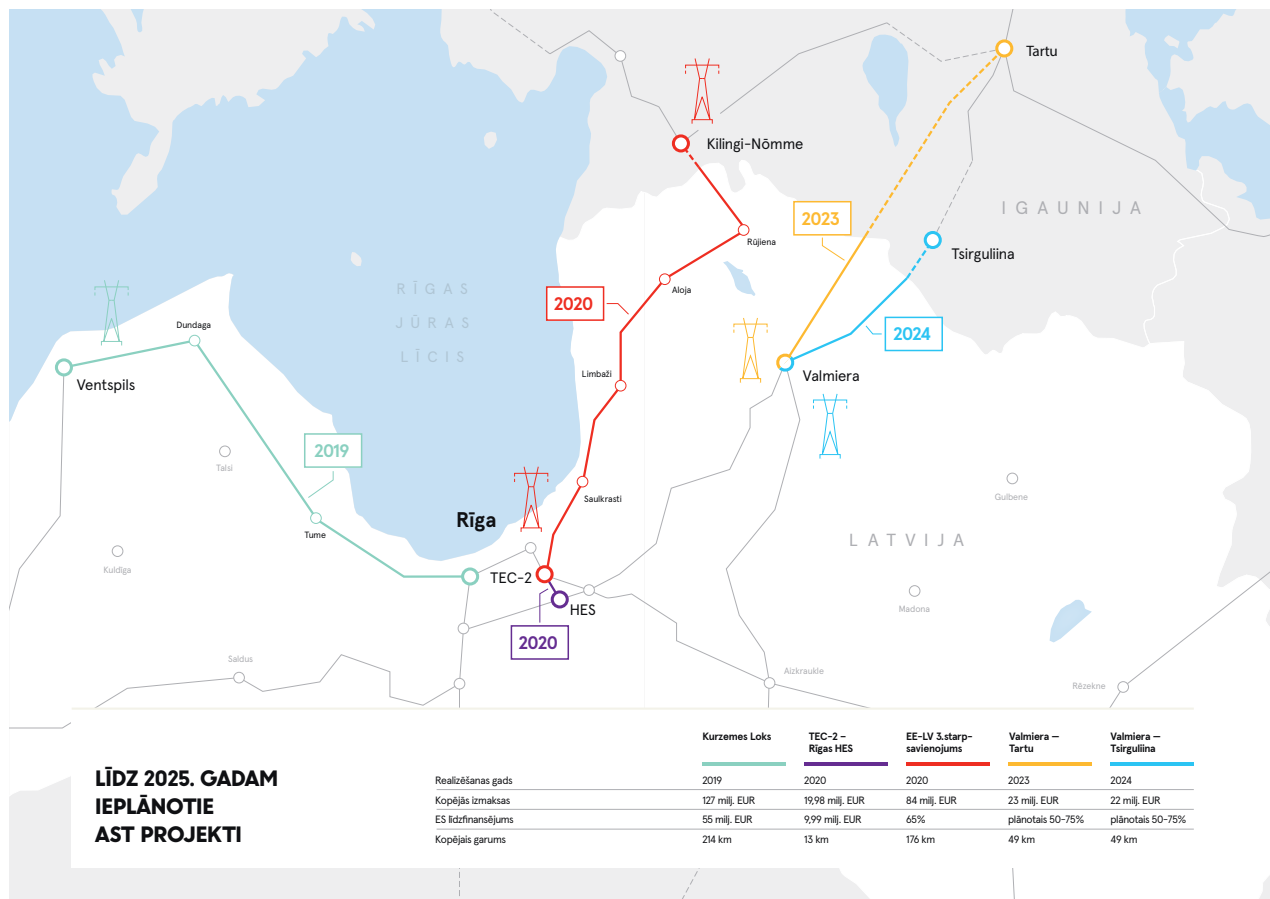 Tartu
Kilingi-Nõmme
IGAUNIJA
2023
Rūjiena
Tsirguliina
RĪGAS
JŪRAS
LĪCIS
Aloja
2020
Dundaga
2024
Ventspils
Limbaži
Valmiera
2019
Talsi
Gulbene
Saulkrasti
Rīga
Tume
LATVIJA
Kuldīga
TEC-2
HES
Madona
2020
Saldus
Aizkraukle
Rēzekne
LĪDZ 2025. GADAM
IEPLĀNOTIE
AST PROJEKTI
Kurzemes Loks TEC-2 – EE-LV 3.starp- Valmiera — Valmiera —
Rīgas HES savienojums Tartu Tsirguliina
Realizēšanas gads 2019 2020 2020 2023 2024
Kopējās izmaksas 127 milj. EUR 19,98 milj. EUR 84 milj. EUR 23 milj. EUR 22 milj. EUR
ES līdzfinansējums 55 milj. EUR 9,99 milj. EUR 65% plānotais 50-75% plānotais 50-75%
Kopējais garums 214 km 13 km 176 km 49 km 49 km